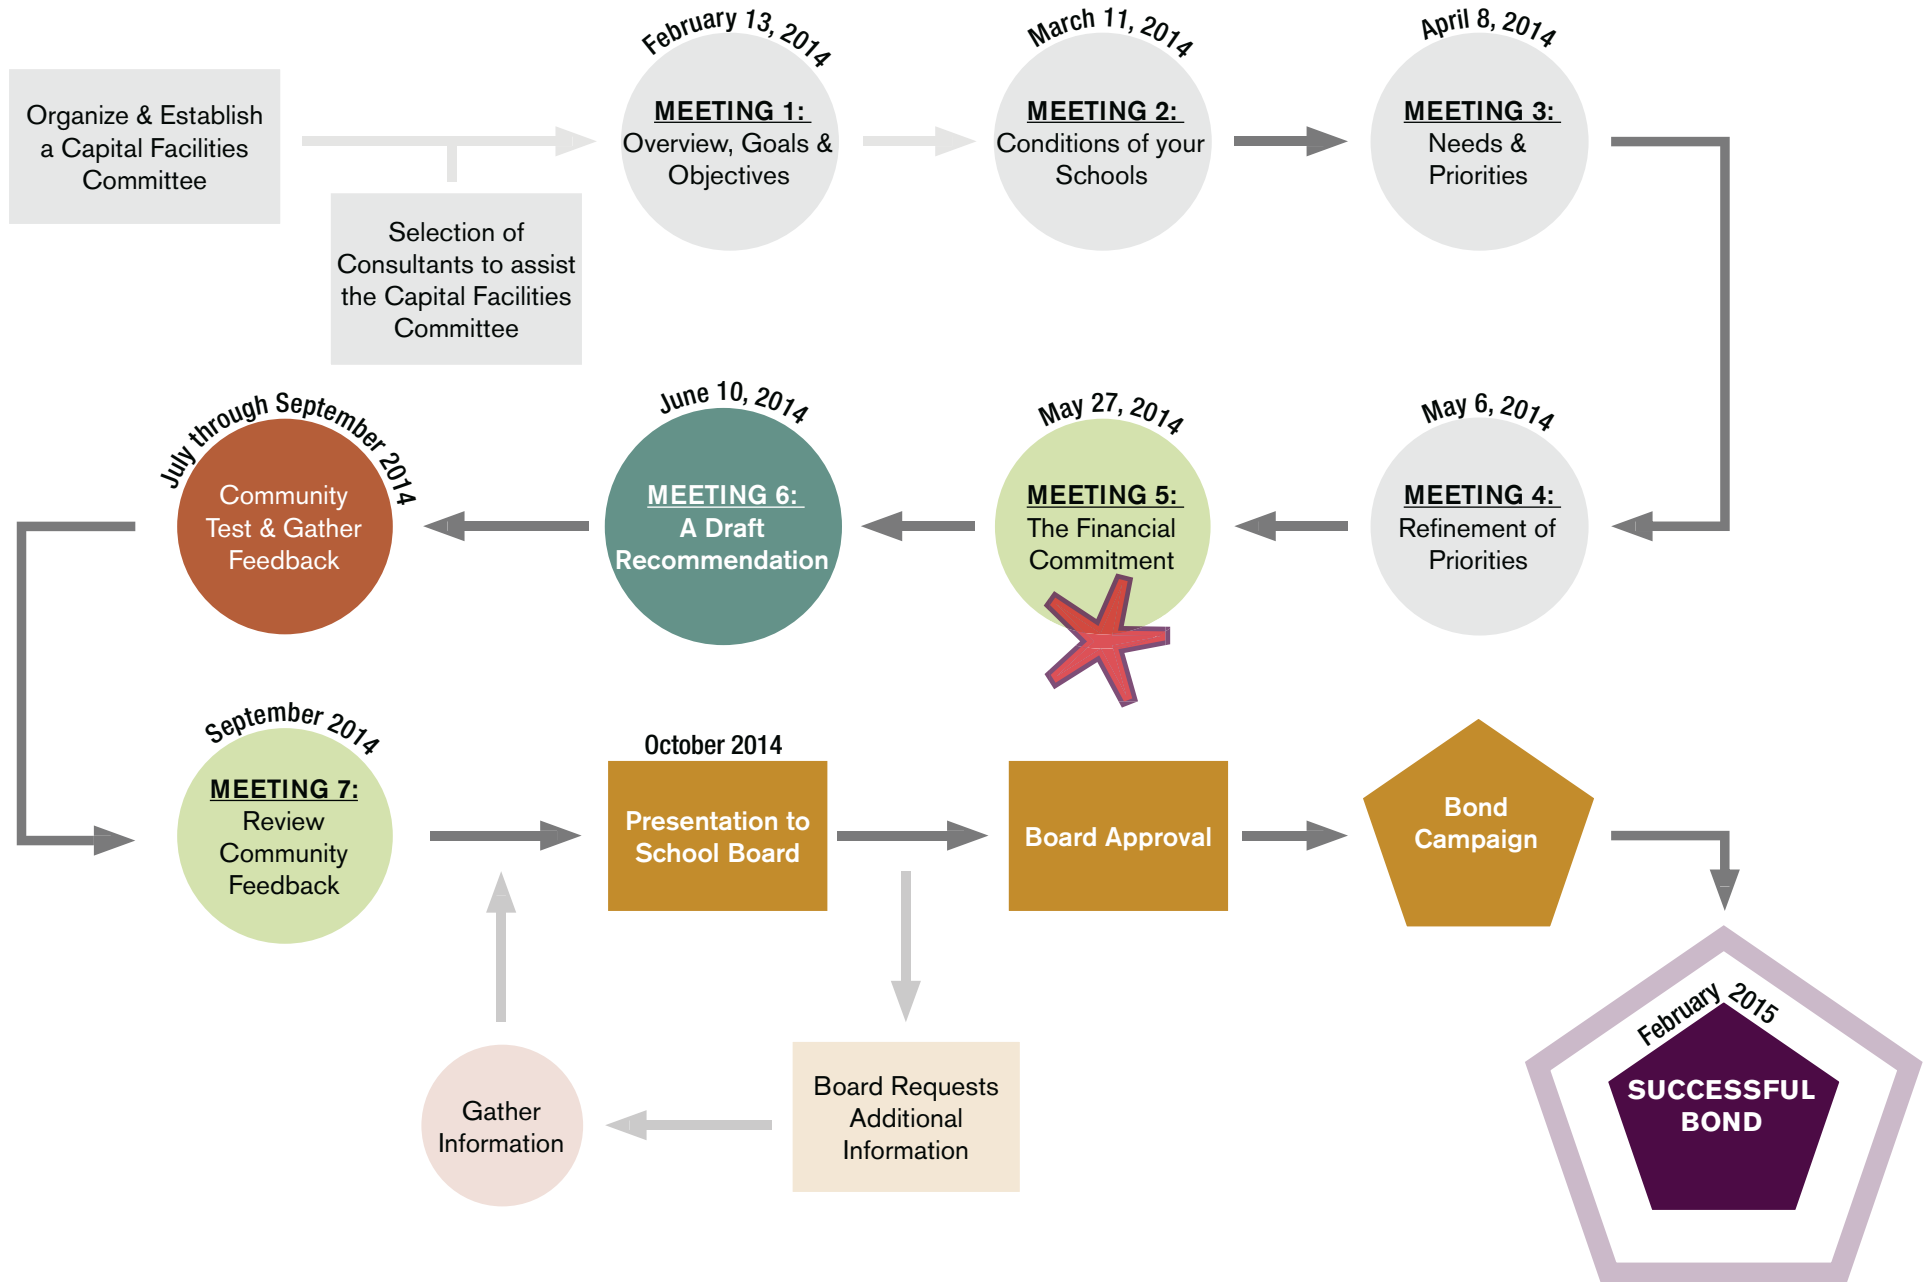 Organize & Establish
a Capital Facilities
Committee
Selection of
Consultants to assist
the Capital Facilities
Committee
February 13, 2014
MEETING 1:
Overview, Goals &
Objectives
March 11, 2014
MEETING 2:
Conditions of your
Schools
April 8, 2014
MEETING 3:
Needs &
Priorities
May 6, 2014
MEETING 4:
Refinement of
Priorities
May 27, 2014
MEETING 5:
The Financial
Commitment
June 10, 2014
MEETING 6:
A Draft
Recommendation
July through September 2014
Community
Test & Gather
Feedback
September 2014
MEETING 7:
Review
Community
Feedback
October 2014
Presentation to
School Board
Board Approval
Bond
Campaign
Board Requests
Additional
Information
Gather
Information
February 2015
SUCCESSFUL
BOND